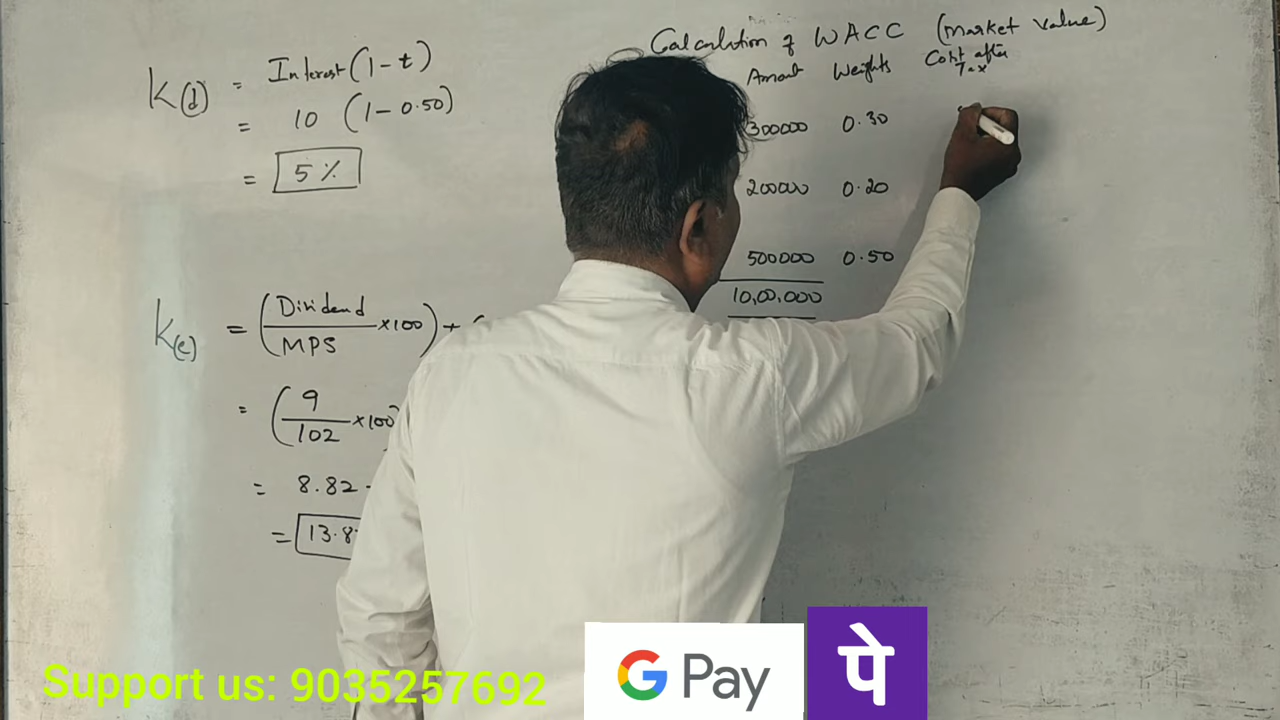 K(d) = Interest (1-t)
= 10 (1-0.50)
= 5%
K(e) = (Dividend/MPS ×100) +
= (9/102 ×100)
= 8.82
= 13.8
Calculation of WACC (market value)
Amount Weights Cost after Tax
300000 0.30
200000 0.20
500000 0.50
10,00,000
Support us: 9035257692
G Pay
पे